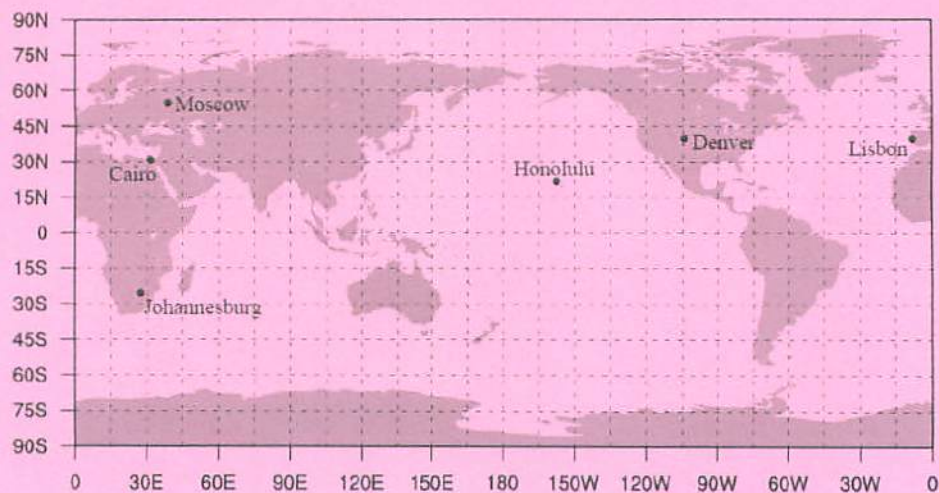 90N
75N
60N
Moscow
45N
Denver
Lisbon
30N
Cairo
Honolulu
15N
0
15S
30S
Johannesburg
45S
60S
75S
90S
0 30E 60E 90E 120E 150E 180 150W 120W 90W 60W 30W 0